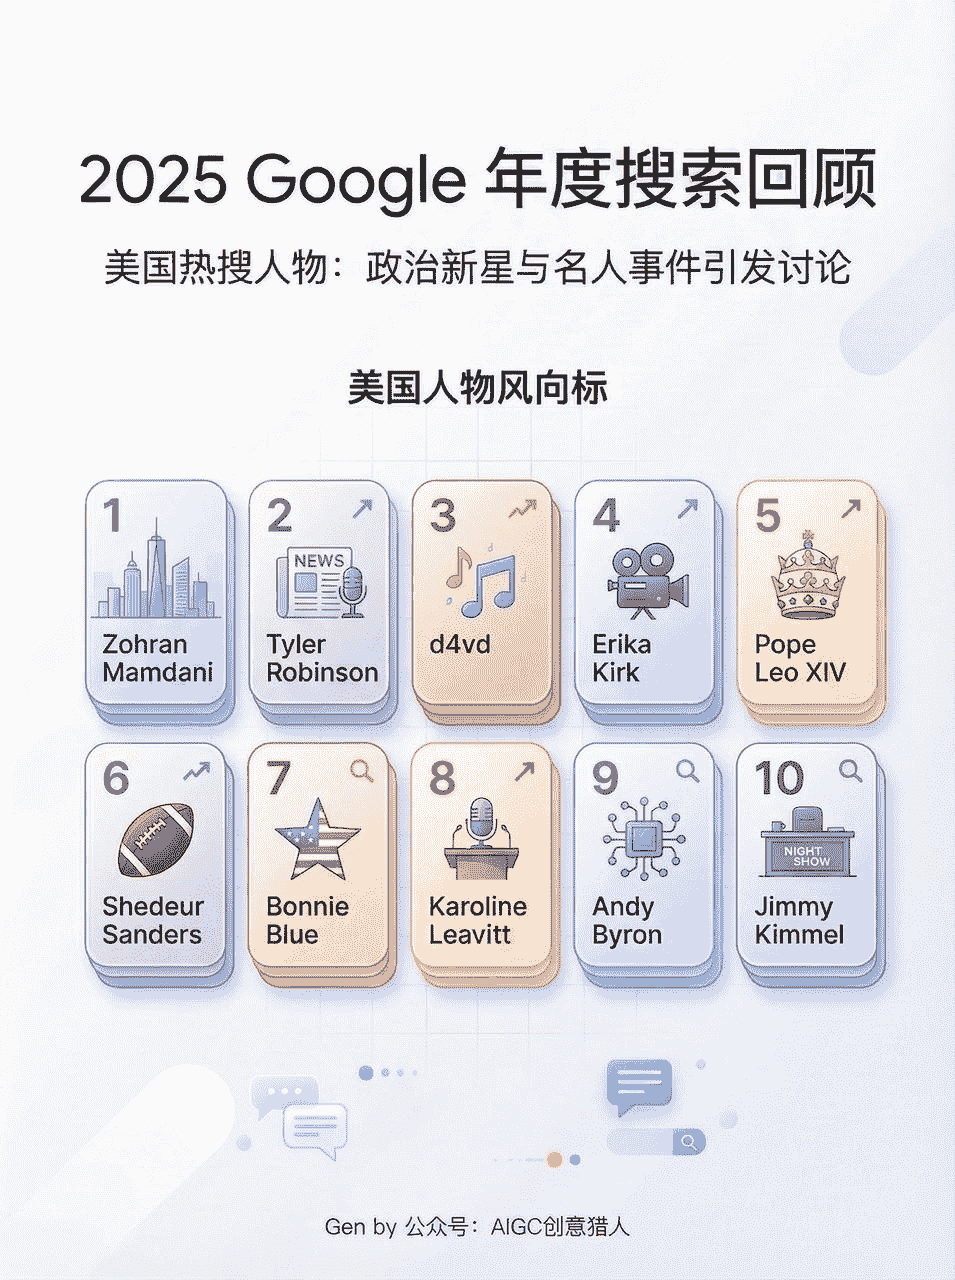 2025 Google 年度搜索回顾
美国热搜人物：政治新星与名人事件引发讨论
美国人物风向标
1
Zohran
Mamdani
2
NEWS
Tyler
Robinson
3
d4vd
4
Erika
Kirk
5
Pope
Leo XIV
6
Shedeur
Sanders
7
Bonnie
Blue
8
Karoline
Leavitt
9
Andy
Byron
10
NIGHT
SHOW
Jimmy
Kimmel
Gen by 公众号：AIGC创意猎人